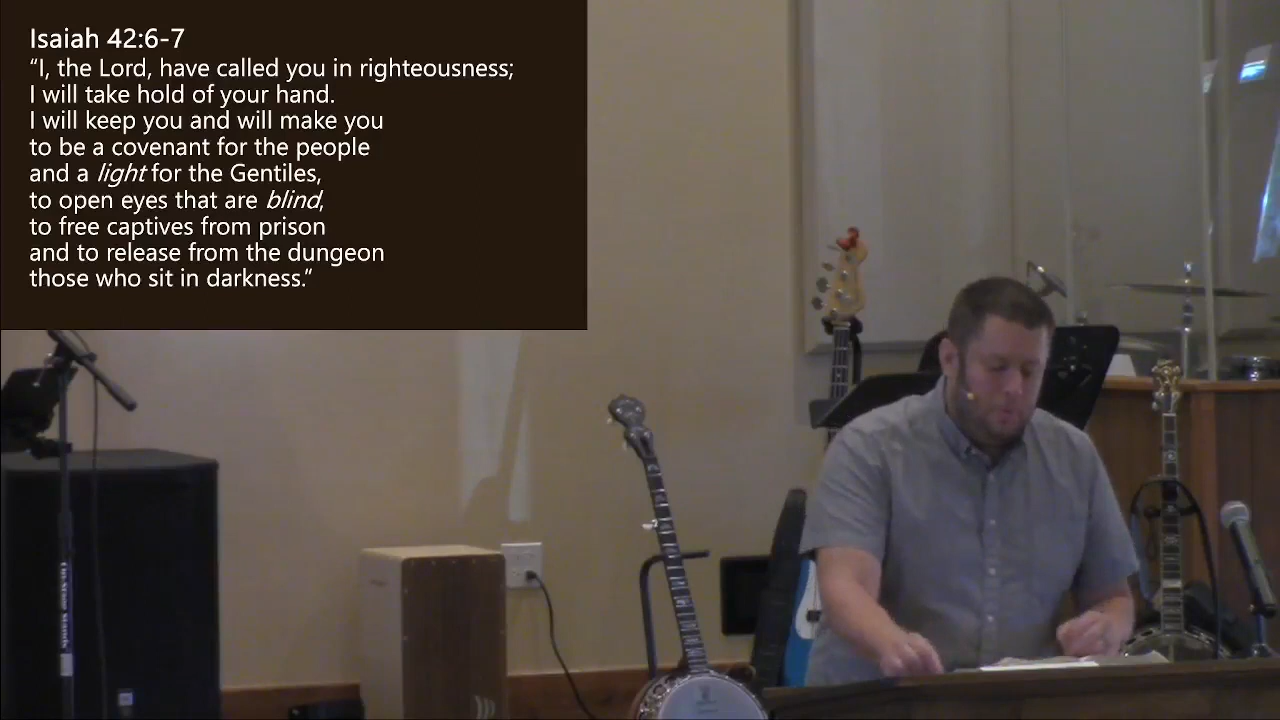 Isaiah 42:6-7
“I, the Lord, have called you in righteousness;
I will take hold of your hand.
I will keep you and will make you
to be a covenant for the people
and a light for the Gentiles,
to open eyes that are blind,
to free captives from prison
and to release from the dungeon
those who sit in darkness.”
On-Stage Stands